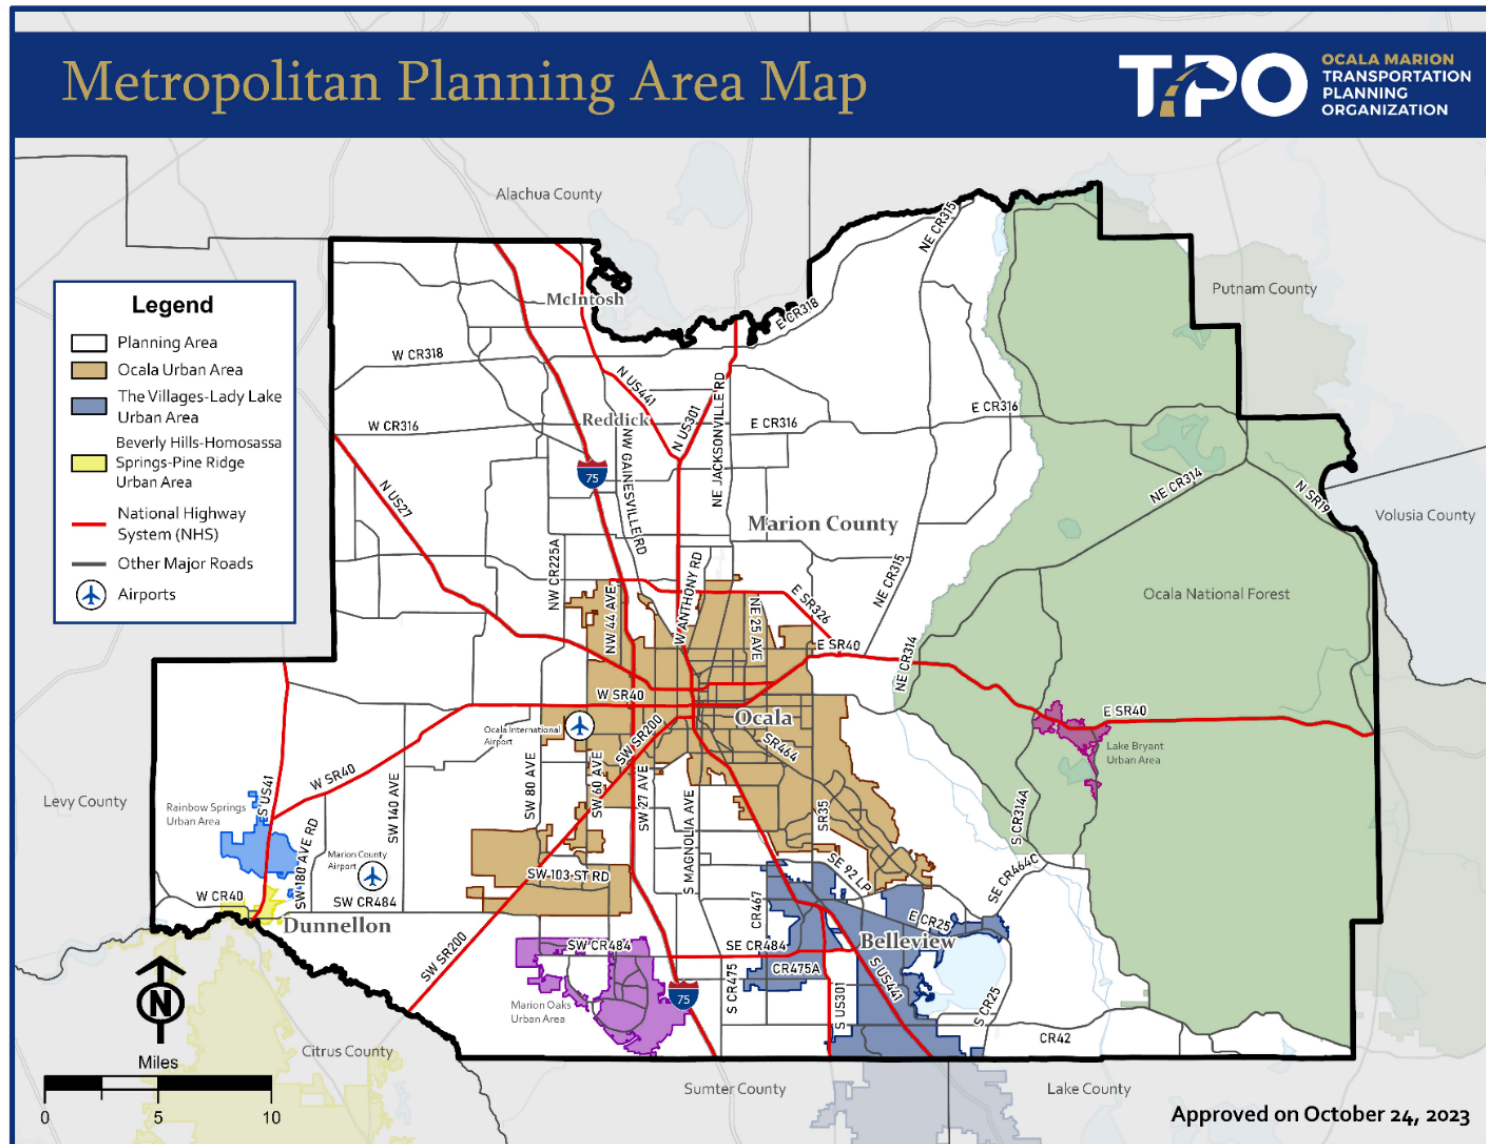 Metropolitan Planning Area Map
TPO
OCALA MARION
TRANSPORTATION
PLANNING
ORGANIZATION
Alachua County
Putnam County
Volusia County
Levy County
Citrus County
Sumter County
Lake County
Marion County
Ocala National Forest
Legend
Planning Area
Ocala Urban Area
The Villages-Lady Lake
Urban Area
Beverly Hills-Homosassa
Springs-Pine Ridge
Urban Area
National Highway
System (NHS)
Other Major Roads
Airports
McIntosh
Reddick
Ocala
Belleview
Dunnellon
NE CR315
E CR318
W CR318
N US441
N US301
NE JACKSONVILLE RD
W CR316
E CR316
E CR316
75
NW GAINESVILLE RD
N US27
NE CR314
N SR19
NW CR225A
NE CR315
NW 44 AVE
W ANTHONY RD
NE 25 AVE
E SR326
E SR40
NE CR314
W SR40
E SR40
Ocala International
Airport
SW SR200
SR464
Lake Bryant
Urban Area
S US41
W SR40
SW 140 AVE
SW 80 AVE
SW 60 AVE
SW 27 AVE
S MAGNOLIA AVE
SR35
S CR314A
Rainbow Springs
Urban Area
SW 180 AVE RD
Marion County
Airport
SW 103 ST RD
SE 92 LP
SE CR464C
W CR40
SW CR484
CR467
E CR25
SW SR200
SW CR484
SE CR484
CR475A
S CR475
S US301
S US441
S CR25
CR42
Marion Oaks
Urban Area
75
N
Miles
0 5 10
Approved on October 24, 2023